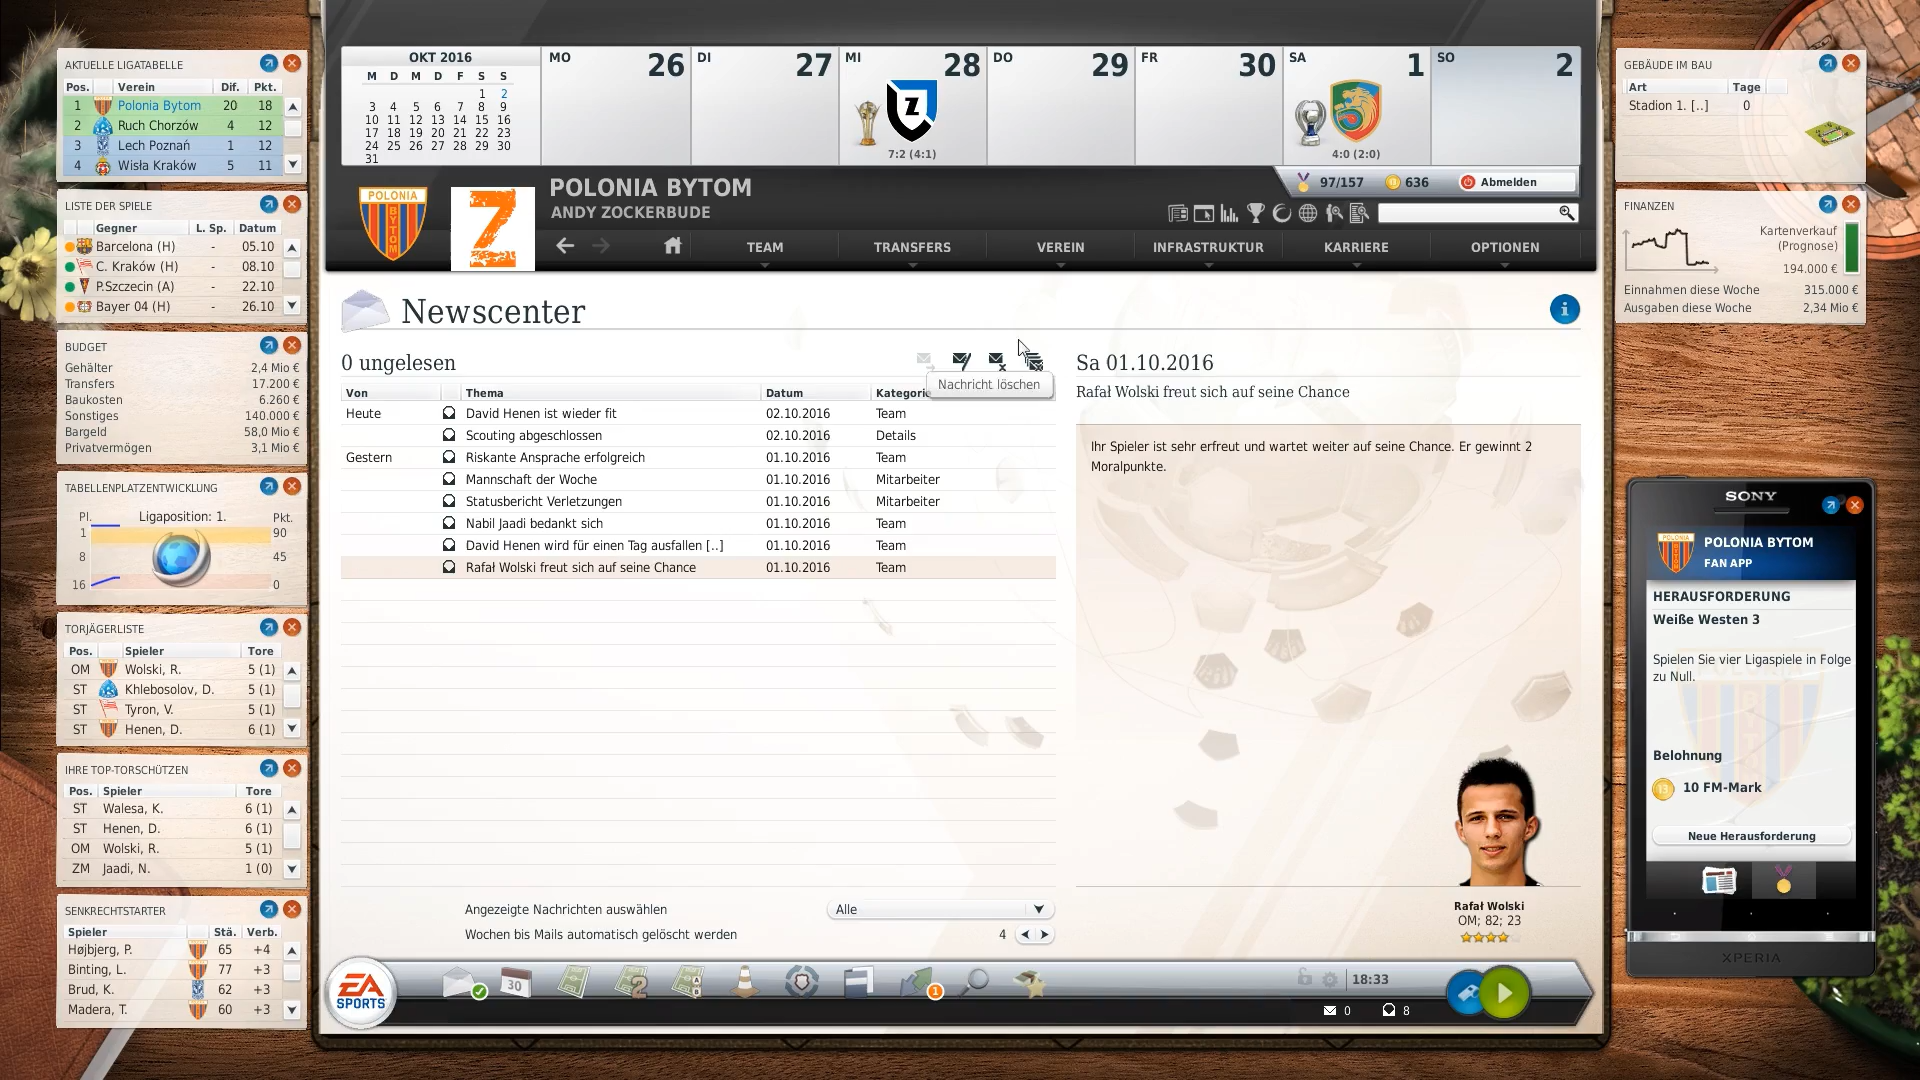 AKTUELLE LIGATABELLE
Pos. Verein Dif. Pkt.
1 Polonia Bytom 20 18
2 Ruch Chorzów 4 12
3 Lech Poznań 1 12
4 Wisła Kraków 5 11
LISTE DER SPIELE
Gegner L. Sp. Datum
Barcelona (H) - 05.10
C. Kraków (H) - 08.10
P.Szczecin (A) - 22.10
Bayer 04 (H) - 26.10
BUDGET
Gehälter 2,4 Mio €
Transfers 17.200 €
Baukosten 6.260 €
Sonstiges 140.000 €
Bargeld 58,0 Mio €
Privatvermögen 3,1 Mio €
TABELLENPLATZENTWICKLUNG
Pl. Ligaposition: 1. Pkt.
1 90
8 45
16 0
TORJÄGERLISTE
Pos. Spieler Tore
OM Wolski, R. 5 (1)
ST Khlebosolov, D. 5 (1)
ST Tyron, V. 5 (1)
ST Henen, D. 6 (1)
IHRE TOP-TORSCHÜTZEN
Pos. Spieler Tore
ST Walesa, K. 6 (1)
ST Henen, D. 6 (1)
OM Wolski, R. 5 (1)
ZM Jaadi, N. 1 (0)
SENKRECHTSTARTER
Spieler Stä. Verb.
Højbjerg, P. 65 +4
Binting, L. 77 +3
Brud, K. 62 +3
Madera, T. 60 +3
OKT 2016
M D M D F S S
1 2
3 4 5 6 7 8 9
10 11 12 13 14 15 16
17 18 19 20 21 22 23
24 25 26 27 28 29 30
31
MO 26
DI 27
MI 28
7:2 (4:1)
DO 29
FR 30
SA 1
4:0 (2:0)
SO 2
POLONIA
BYTOM
Z
POLONIA BYTOM
ANDY ZOCKERBUDE
97/157 636 Abmelden
TEAM TRANSFERS VEREIN INFRASTRUKTUR KARRIERE OPTIONEN
Newscenter
0 ungelesen
Nachricht löschen
Von Thema Datum Kategorie
Heute David Henen ist wieder fit 02.10.2016 Team
Scouting abgeschlossen 02.10.2016 Details
Gestern Riskante Ansprache erfolgreich 01.10.2016 Team
Mannschaft der Woche 01.10.2016 Mitarbeiter
Statusbericht Verletzungen 01.10.2016 Mitarbeiter
Nabil Jaadi bedankt sich 01.10.2016 Team
David Henen wird für einen Tag ausfallen [..] 01.10.2016 Team
Rafał Wolski freut sich auf seine Chance 01.10.2016 Team
Angezeigte Nachrichten auswählen Alle
Wochen bis Mails automatisch gelöscht werden 4
Sa 01.10.2016
Rafał Wolski freut sich auf seine Chance
Ihr Spieler ist sehr erfreut und wartet weiter auf seine Chance. Er gewinnt 2
Moralpunkte.
Rafał Wolski
OM; 82; 23
EA
SPORTS
30
2
1
18:33
0 8
GEBÄUDE IM BAU
Art Tage
Stadion 1. [..] 0
FINANZEN
Kartenverkauf
(Prognose)
194.000 €
Einnahmen diese Woche 315.000 €
Ausgaben diese Woche 2,34 Mio €
SONY
POLONIA BYTOM
FAN APP
HERAUSFORDERUNG
Weiße Westen 3
Spielen Sie vier Ligaspiele in Folge
zu Null.
Belohnung
10 FM-Mark
Neue Herausforderung
XPERIA